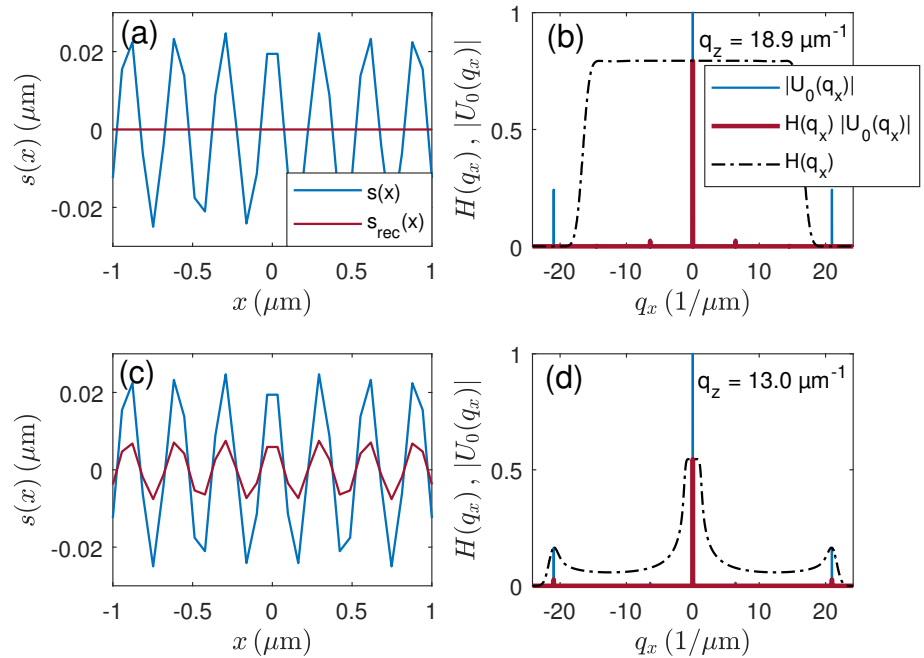 (a)
s(x) (μm)
0.02
0
-0.02
s(x)
s_rec(x)
-1
-0.5
0
0.5
1
x (μm)
(b)
q_z = 18.9 μm⁻¹
H(q_x) , |U_0(q_x)|
1
0.5
0
|U_0(q_x)|
H(q_x) |U_0(q_x)|
H(q_x)
-20
-10
0
10
20
q_x (1/μm)
(c)
s(x) (μm)
0.02
0
-0.02
-1
-0.5
0
0.5
1
x (μm)
(d)
q_z = 13.0 μm⁻¹
H(q_x) , |U_0(q_x)|
1
0.5
0
-20
-10
0
10
20
q_x (1/μm)